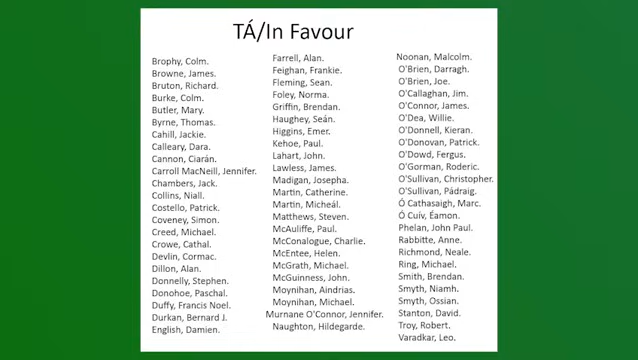 TÁ/In Favour
Brophy, Colm.
Browne, James.
Bruton, Richard.
Burke, Colm.
Butler, Mary.
Byrne, Thomas.
Cahill, Jackie.
Calleary, Dara.
Cannon, Ciarán.
Carroll MacNeill, Jennifer.
Chambers, Jack.
Collins, Niall.
Costello, Patrick.
Coveney, Simon.
Creed, Michael.
Crowe, Cathal.
Devlin, Cormac.
Dillon, Alan.
Donnelly, Stephen.
Donohoe, Paschal.
Duffy, Francis Noel.
Durkan, Bernard J.
English, Damien.
Farrell, Alan.
Feighan, Frankie.
Fleming, Sean.
Foley, Norma.
Griffin, Brendan.
Haughey, Seán.
Higgins, Emer.
Kehoe, Paul.
Lahart, John.
Lawless, James.
Madigan, Josepha.
Martin, Catherine.
Martin, Micheál.
Matthews, Steven.
McAuliffe, Paul.
McConalogue, Charlie.
McEntee, Helen.
McGrath, Michael.
McGuinness, John.
Moynihan, Aindrias.
Moynihan, Michael.
Murnane O'Connor, Jennifer.
Naughton, Hildegarde.
Noonan, Malcolm.
O'Brien, Darragh.
O'Brien, Joe.
O'Callaghan, Jim.
O'Connor, James.
O'Dea, Willie.
O'Donnell, Kieran.
O'Donovan, Patrick.
O'Dowd, Fergus.
O'Gorman, Roderic.
O'Sullivan, Christopher.
O'Sullivan, Pádraig.
Ó Cathasaigh, Marc.
Ó Cuív, Éamon.
Phelan, John Paul.
Rabbitte, Anne.
Richmond, Neale.
Ring, Michael.
Smith, Brendan.
Smyth, Niamh.
Smyth, Ossian.
Stanton, David.
Troy, Robert.
Varadkar, Leo.